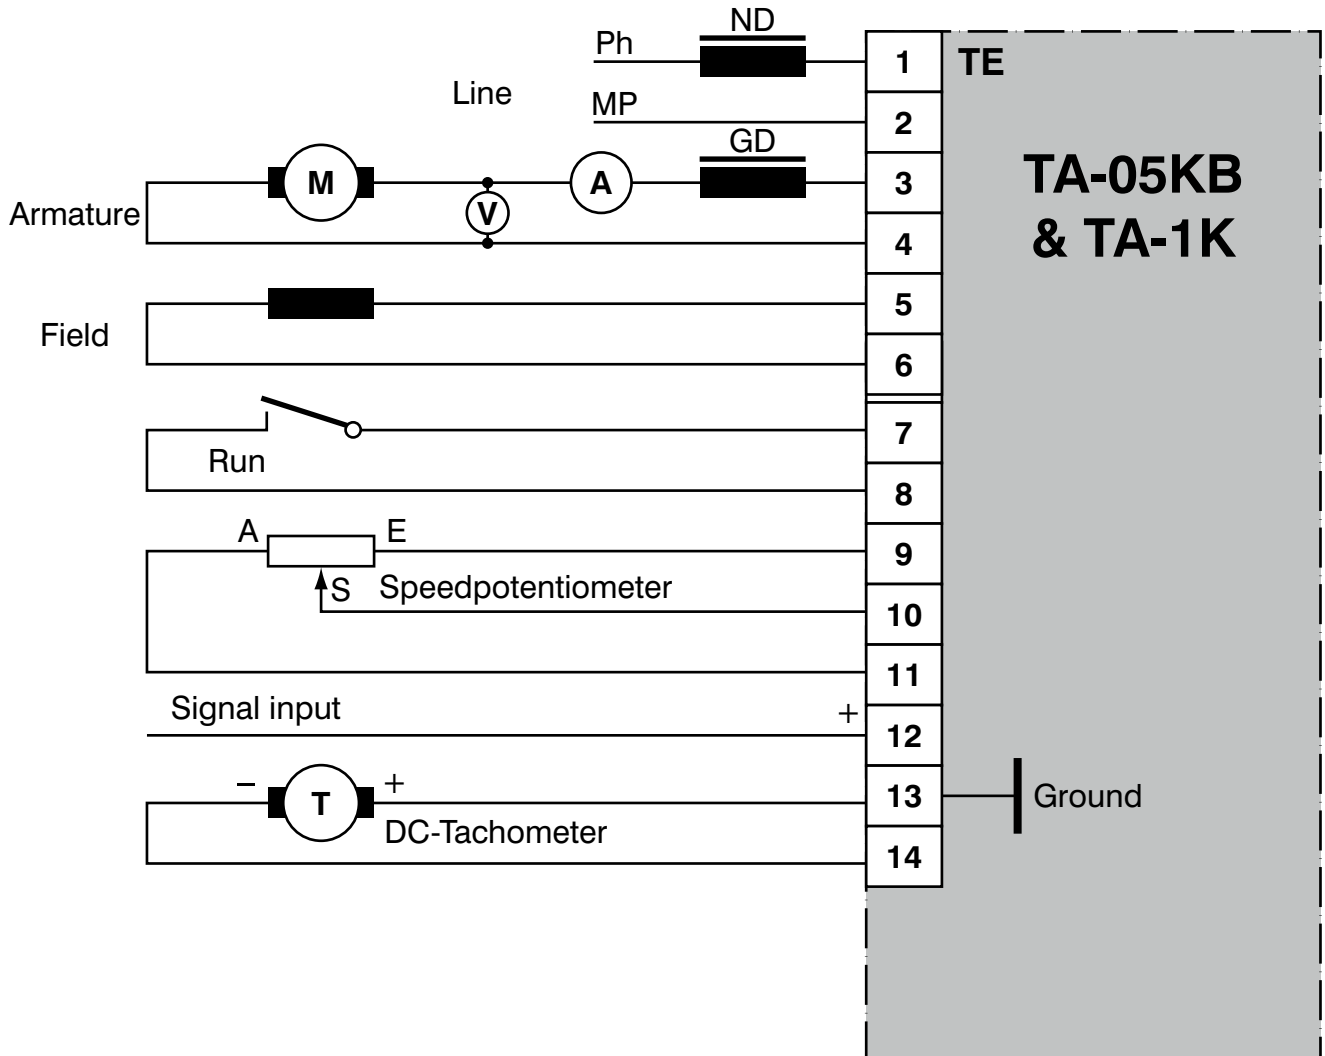 ND
Ph
1
TE
Line
MP
2
GD
TA-05KB
& TA-1K
M
A
3
V
Armature
4
5
Field
6
7
Run
8
A
E
9
S
Speedpotentiometer
10
11
Signal input
+
12
−
+
T
13
Ground
DC-Tachometer
14